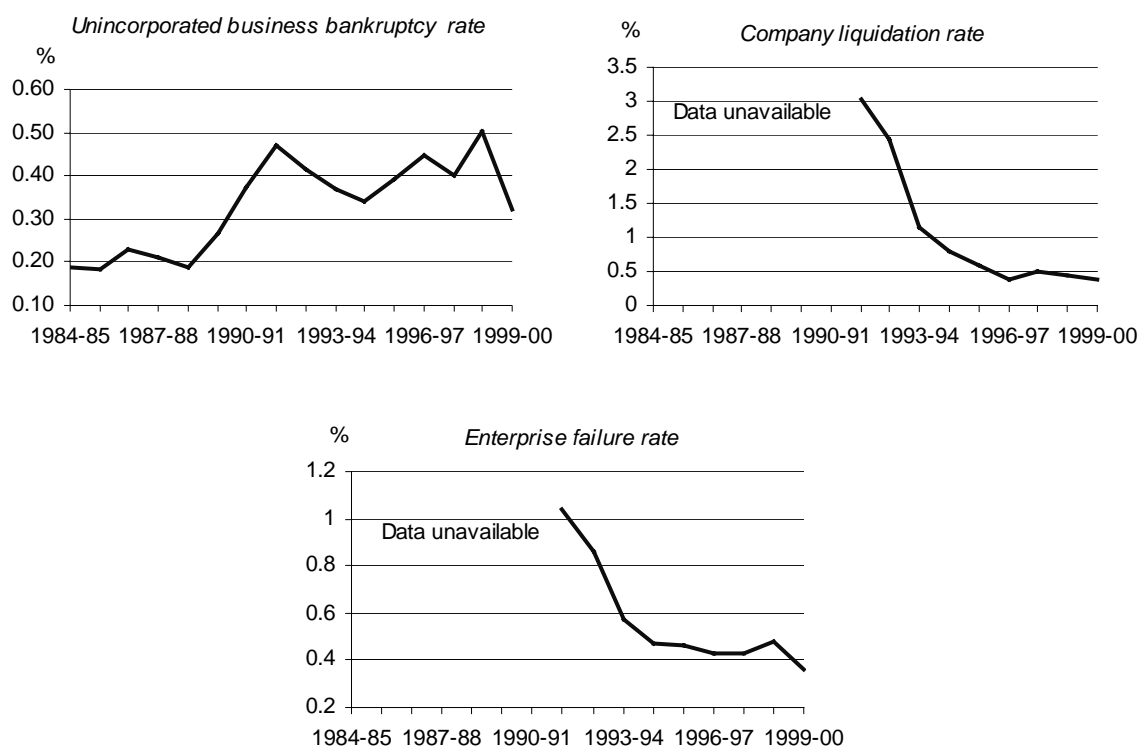 Unincorporated business bankruptcy rate
%
0.60
0.50
0.40
0.30
0.20
0.10
1984-85 1987-88 1990-91 1993-94 1996-97 1999-00
Company liquidation rate
%
3.5
3
2.5
2
1.5
1
0.5
0
Data unavailable
1984-85 1987-88 1990-91 1993-94 1996-97 1999-00
Enterprise failure rate
%
1.2
1
0.8
0.6
0.4
0.2
Data unavailable
1984-85 1987-88 1990-91 1993-94 1996-97 1999-00